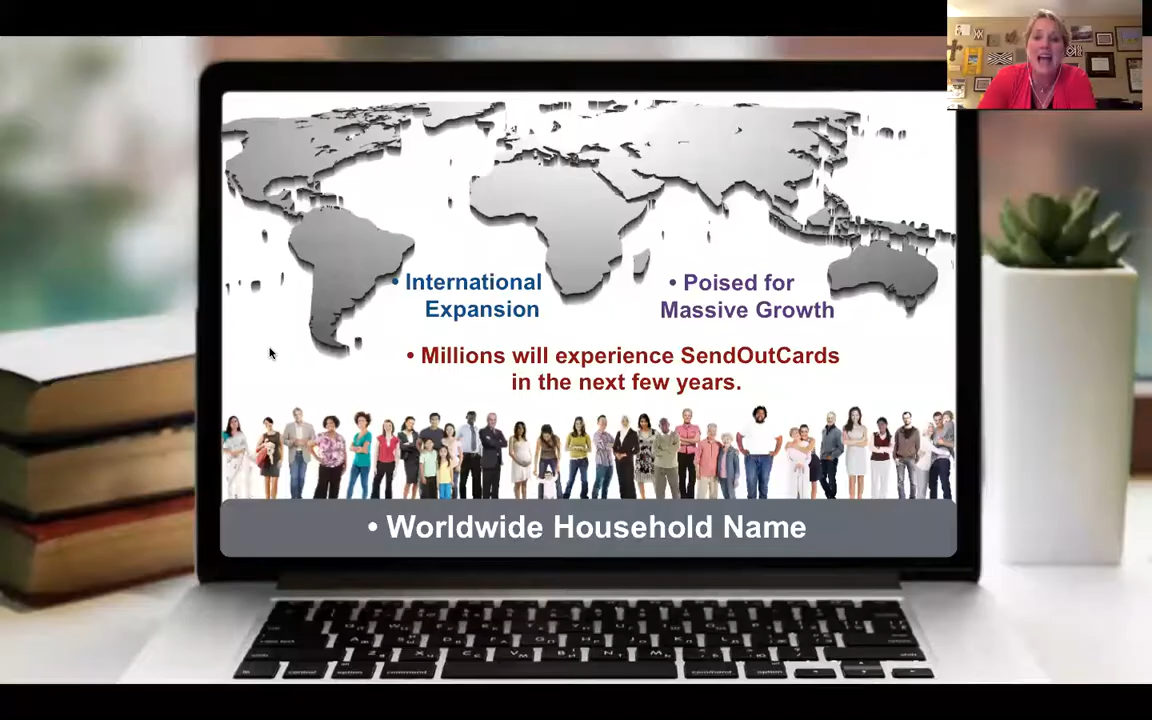 • International
Expansion
• Poised for
Massive Growth
• Millions will experience SendOutCards
in the next few years.
• Worldwide Household Name